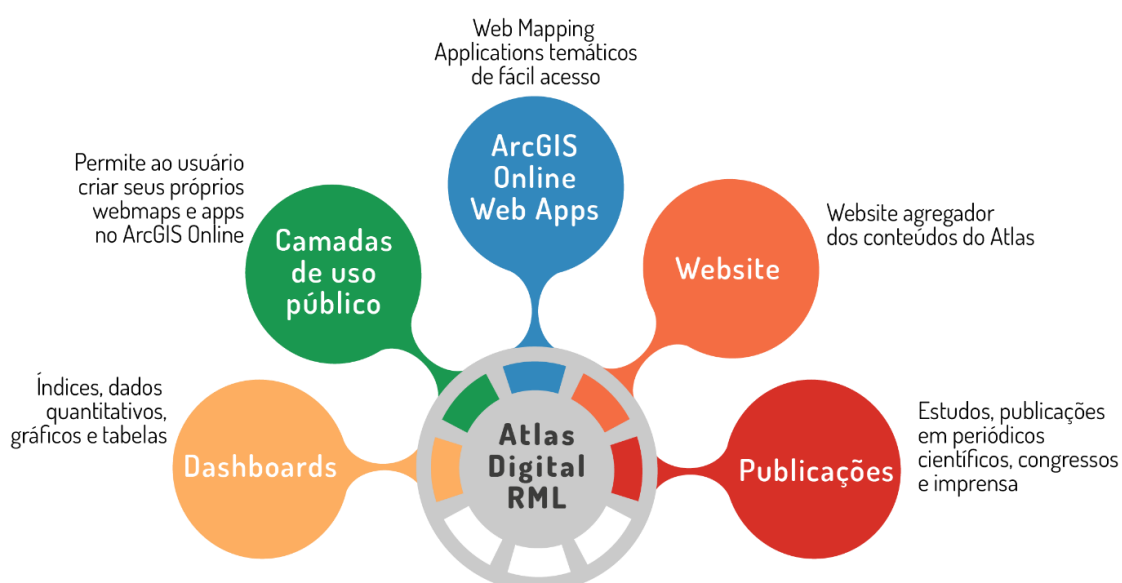 Web Mapping
Applications temáticos
de fácil acesso
ArcGIS
Online
Web Apps
Permite ao usuário
criar seus próprios
webmaps e apps
no ArcGIS Online
Camadas
de uso
público
Website
Website agregador
dos conteúdos do Atlas
Índices, dados
quantitativos,
gráficos e tabelas
Dashboards
Atlas
Digital
RML
Publicações
Estudos, publicações
em periódicos
científicos, congressos
e imprensa